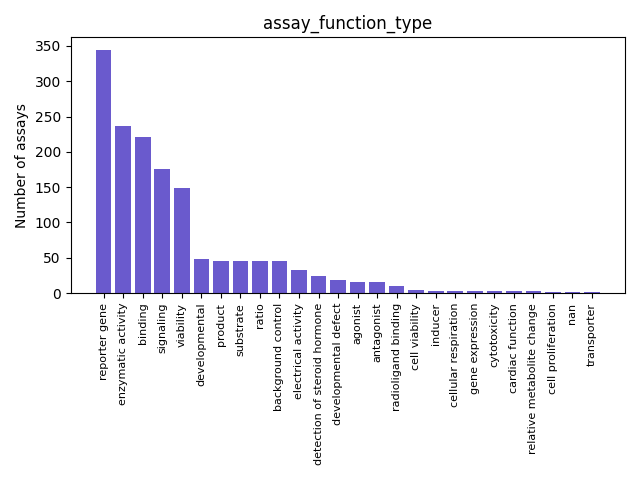 assay_function_type
Number of assays
350
300
250
200
150
100
50
0
reporter gene
enzymatic activity
binding
signaling
viability
developmental
product
substrate
ratio
background control
electrical activity
detection of steroid hormone
developmental defect
agonist
antagonist
radioligand binding
cell viability
inducer
cellular respiration
gene expression
cytotoxicity
cardiac function
relative metabolite change
cell proliferation
nan
transporter